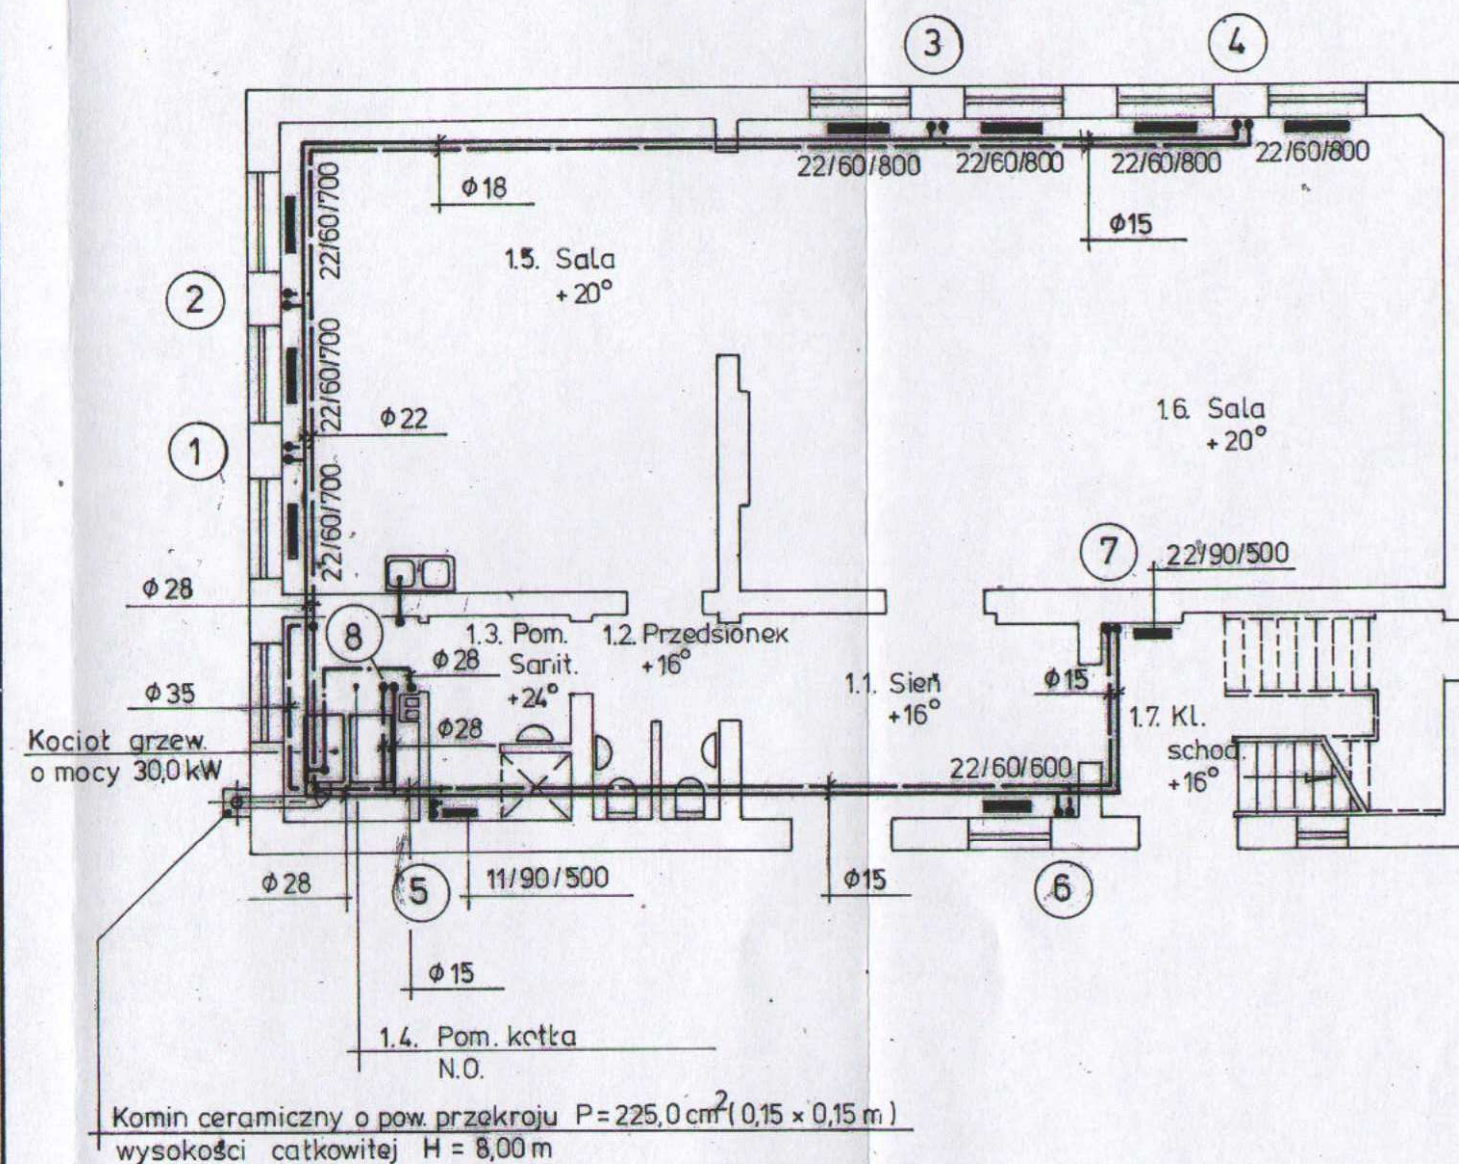 3
4
22/60/800
22/60/800
22/60/800
22/60/800
22/60/700
φ18
φ15
1.5. Sala
+20°
2
22/60/700
φ22
1
1.6. Sala
+20°
22/60/700
7
22/90/500
φ28
8
1.3. Pom.
Sanit.
+24°
1.2. Przedsionek
+16°
φ28
1.1. Sień
+16°
φ15
φ35
1.7. Kl.
schod.
+16°
φ28
Kocioł grzew.
o mocy 30,0 kW
22/60/600
φ28
5
11/90/500
φ15
6
φ15
1.4. Pom. kotła
N.O.
Komin ceramiczny o pow. przekroju P = 225,0 cm² ( 0,15 × 0,15 m )
wysokości całkowitej H = 8,00 m